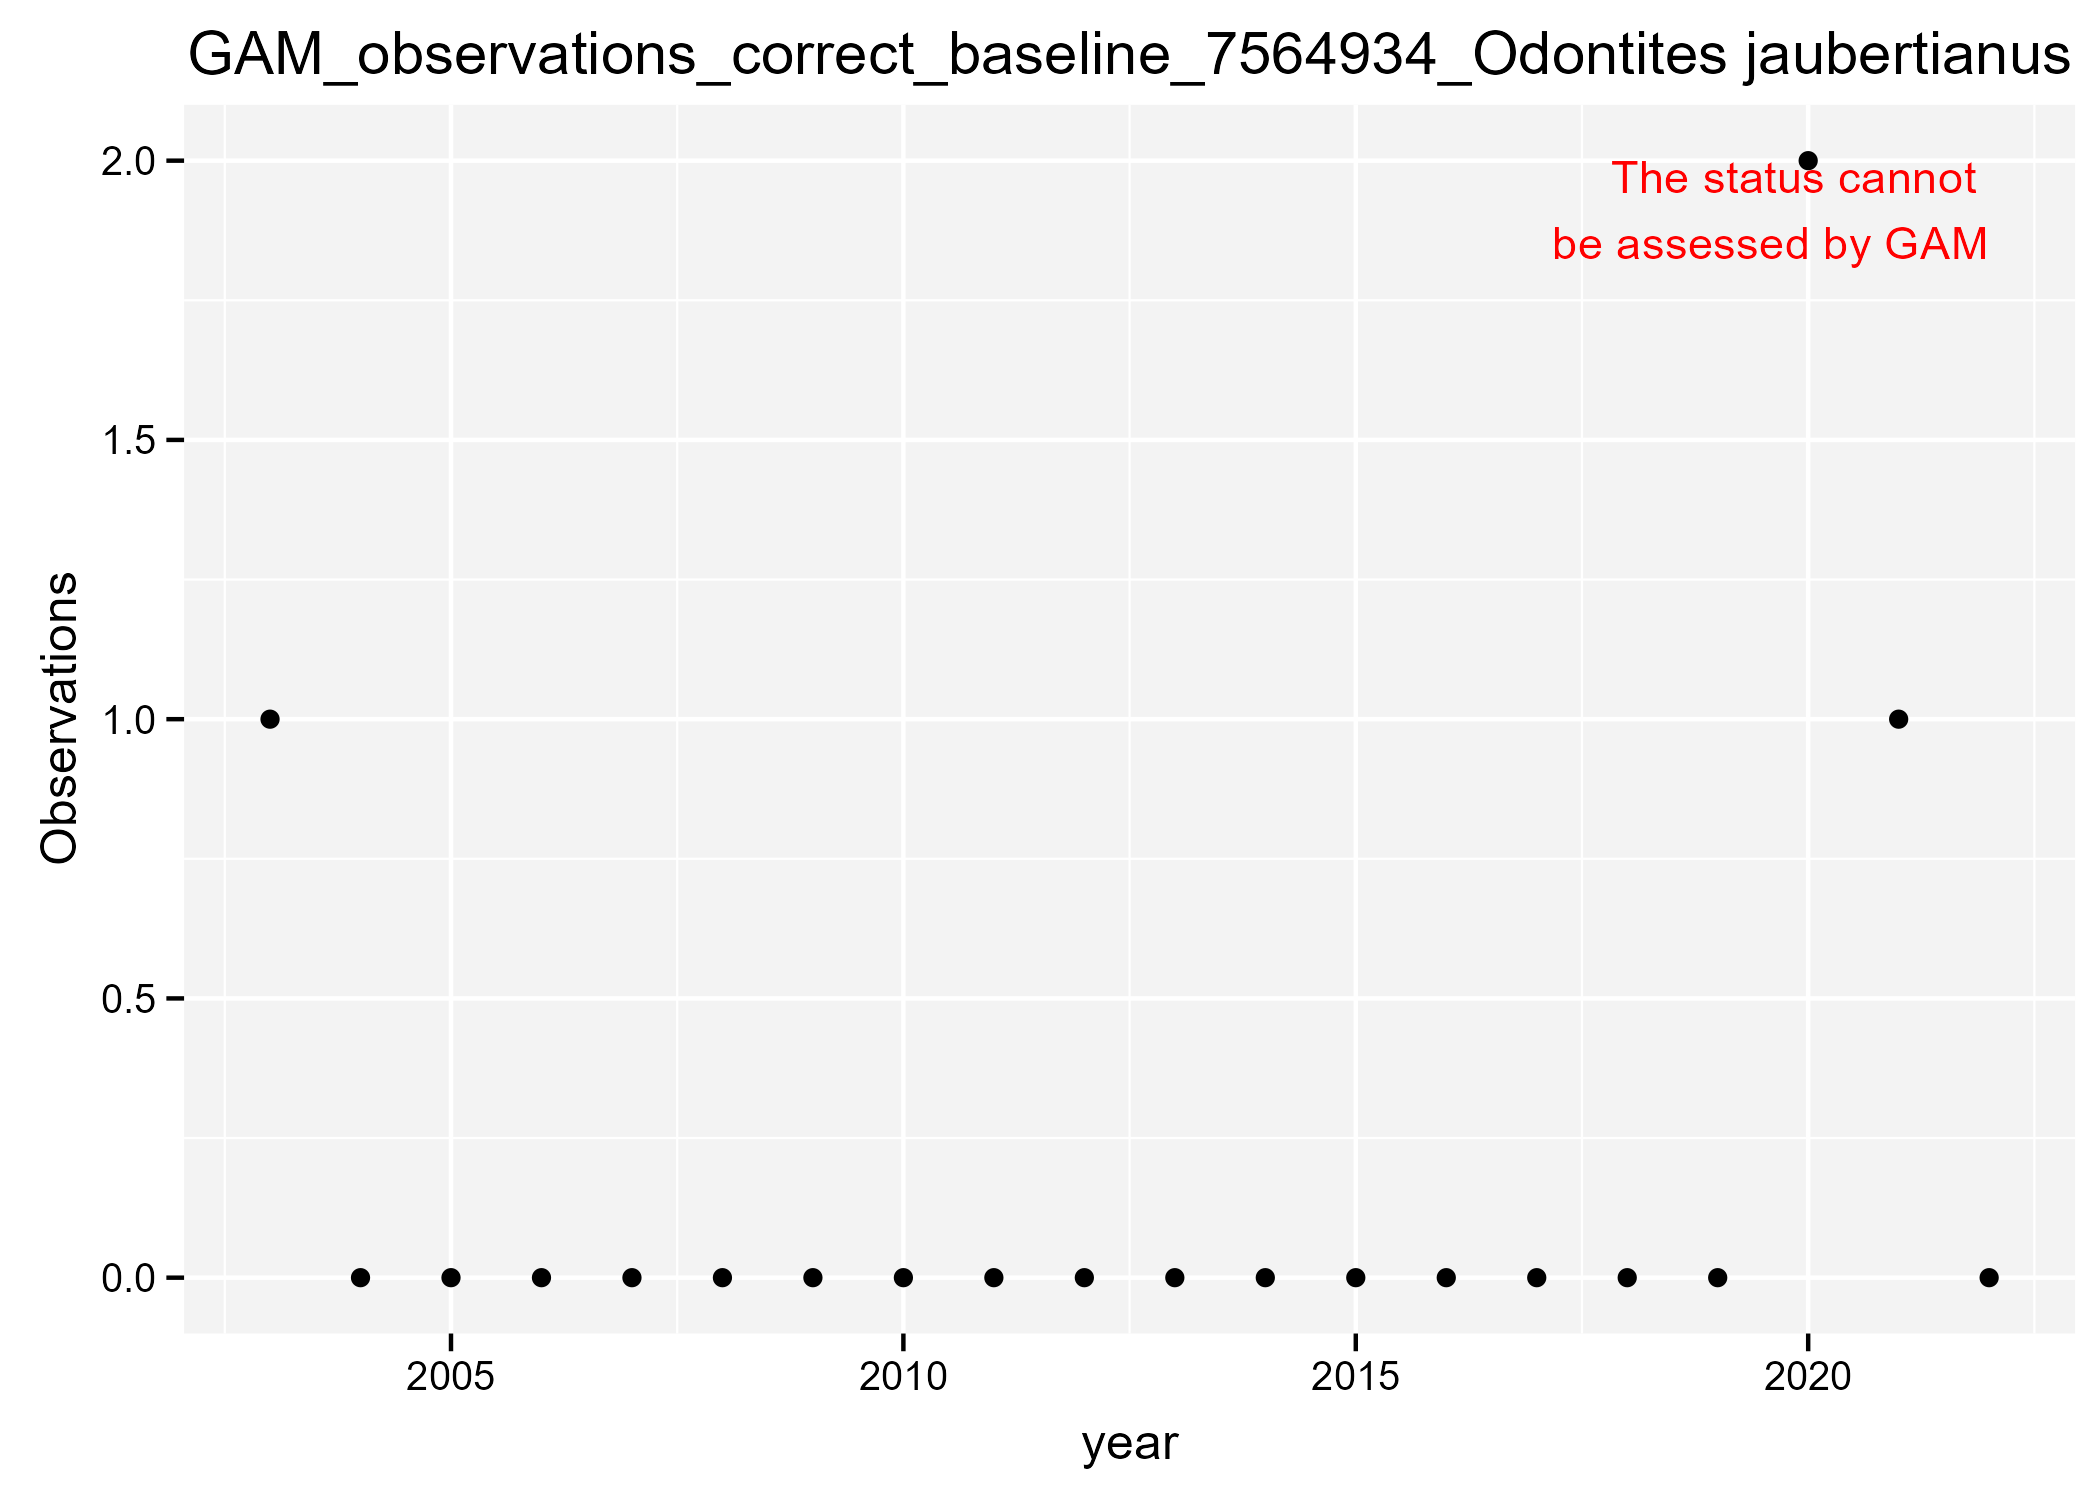 GAM_observations_correct_baseline_7564934_Odontites jaubertianus
2.0
The status cannot
be assessed by GAM
1.5
Observations
1.0
0.5
0.0
2005 2010 2015 2020
year